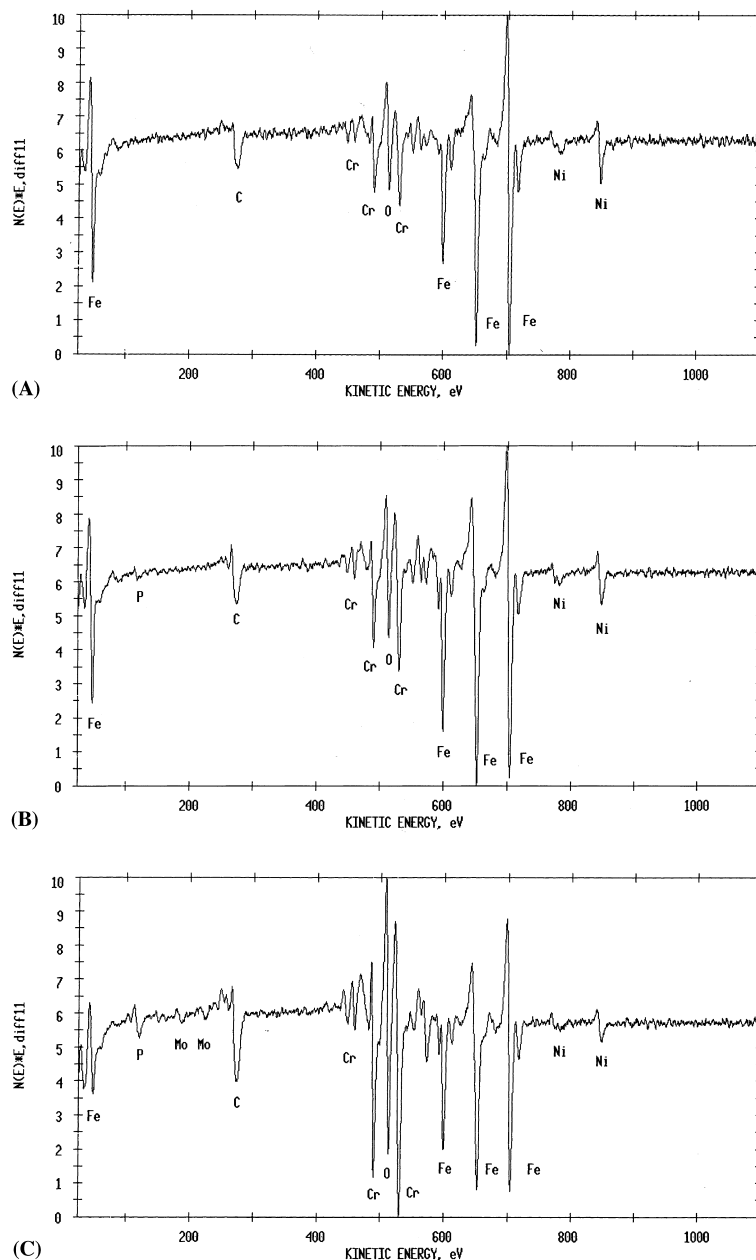 10
9
8
7
6
5
4
3
2
1
0
N(E)*E,diff11
Fe
C
Cr
Cr
O
Cr
Fe
Fe
Fe
Ni
Ni
200 400 600 800 1000
KINETIC ENERGY, eV
(A)
10
9
8
7
6
5
4
3
2
1
0
N(E)*E,diff11
Fe
P
C
Cr
Cr
O
Cr
Fe
Fe
Fe
Ni
Ni
200 400 600 800 1000
KINETIC ENERGY, eV
(B)
10
9
8
7
6
5
4
3
2
1
0
N(E)*E,diff11
Fe
P
Mo Mo
C
Cr
Cr
O
Cr
Fe
Fe
Fe
Ni
Ni
200 400 600 800 1000
KINETIC ENERGY, eV
(C)